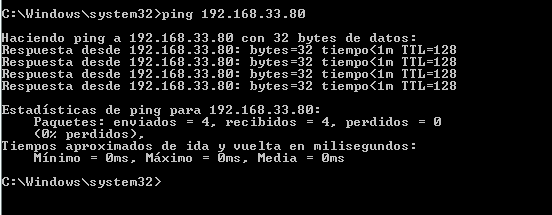 C:\Windows\system32>ping 192.168.33.80
Haciendo ping a 192.168.33.80 con 32 bytes de datos:
Respuesta desde 192.168.33.80: bytes=32 tiempo<1m TTL=128
Respuesta desde 192.168.33.80: bytes=32 tiempo<1m TTL=128
Respuesta desde 192.168.33.80: bytes=32 tiempo<1m TTL=128
Respuesta desde 192.168.33.80: bytes=32 tiempo<1m TTL=128
Estadísticas de ping para 192.168.33.80:
Paquetes: enviados = 4, recibidos = 4, perdidos = 0
(0% perdidos),
Tiempos aproximados de ida y vuelta en milisegundos:
Mínimo = 0ms, Máximo = 0ms, Media = 0ms
C:\Windows\system32>